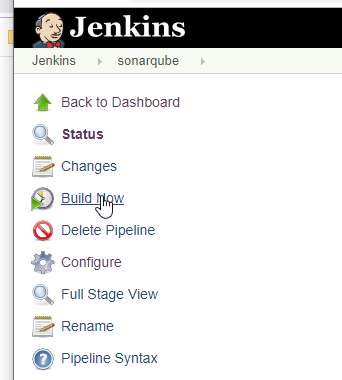 Jenkins
Jenkins sonarqube
Back to Dashboard
Status
Changes
Build Now
Delete Pipeline
Configure
Full Stage View
Rename
Pipeline Syntax